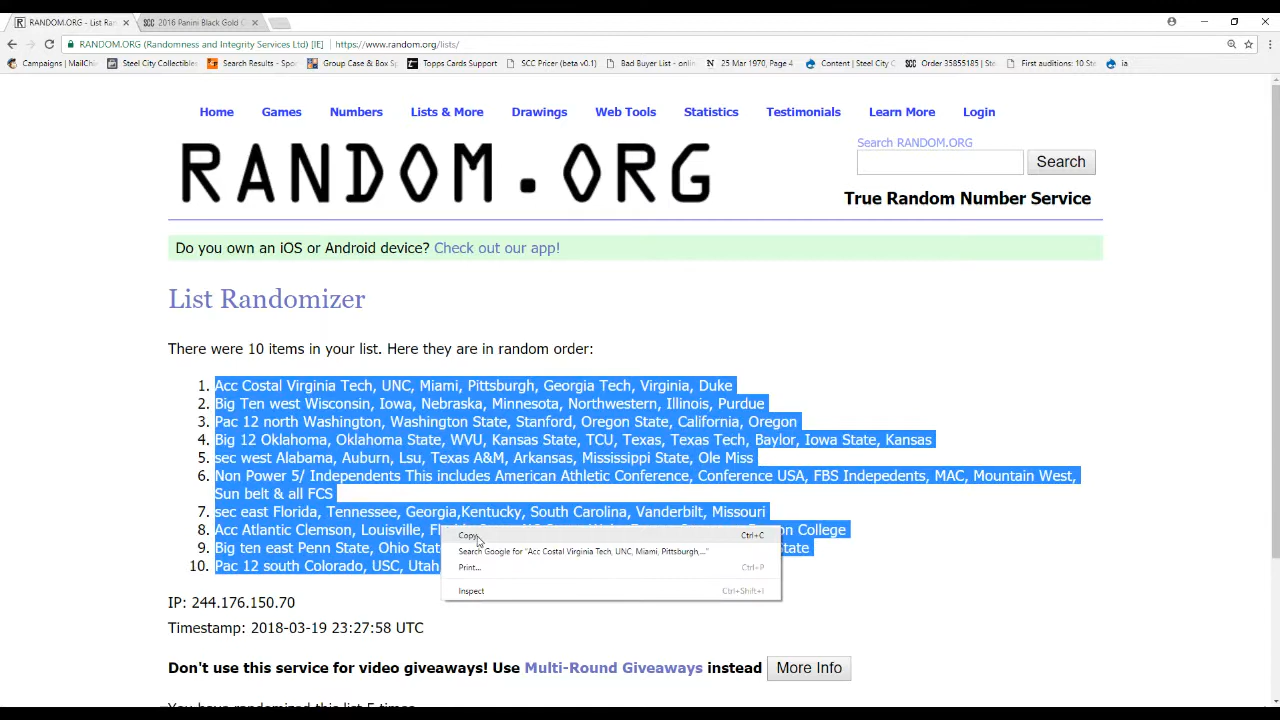 RANDOM.ORG - List Ran
SCC 2016 Panini Black Gold
RANDOM.ORG (Randomness and Integrity Services Ltd) [IE] https://www.random.org/lists/
Campaigns | MailChi Steel City Collectibles Search Results - Spo Group Case & Box S Topps Cards Support SCC Pricer (beta v0.1) Bad Buyer List - onlin 25 Mar 1970, Page 4 Content | Steel City C Order 35855185 | Ste First auditions: 10 Ste ia
Home Games Numbers Lists & More Drawings Web Tools Statistics Testimonials Learn More Login
Search RANDOM.ORG
RANDOM.ORG
Search
True Random Number Service
Do you own an iOS or Android device? Check out our app!
List Randomizer
There were 10 items in your list. Here they are in random order:
1. Acc Costal Virginia Tech, UNC, Miami, Pittsburgh, Georgia Tech, Virginia, Duke
2. Big Ten west Wisconsin, Iowa, Nebraska, Minnesota, Northwestern, Illinois, Purdue
3. Pac 12 north Washington, Washington State, Stanford, Oregon State, California, Oregon
4. Big 12 Oklahoma, Oklahoma State, WVU, Kansas State, TCU, Texas, Texas Tech, Baylor, Iowa State, Kansas
5. sec west Alabama, Auburn, Lsu, Texas A&M, Arkansas, Mississippi State, Ole Miss
6. Non Power 5/ Independents This includes American Athletic Conference, Conference USA, FBS Indepedents, MAC, Mountain West,
Sun belt & all FCS
7. sec east Florida, Tennessee, Georgia,Kentucky, South Carolina, Vanderbilt, Missouri
8. Acc Atlantic Clemson, Louisville, College
9. Big ten east Penn State, Ohio Stat tate
10. Pac 12 south Colorado, USC, Utah
Copy Ctrl+C
Search Google for "Acc Costal Virginia Tech, UNC, Miami, Pittsburgh,..."
Print... Ctrl+P
Inspect Ctrl+Shift+I
IP: 244.176.150.70
Timestamp: 2018-03-19 23:27:58 UTC
Don't use this service for video giveaways! Use Multi-Round Giveaways instead More Info
You have randomized this list 5 times